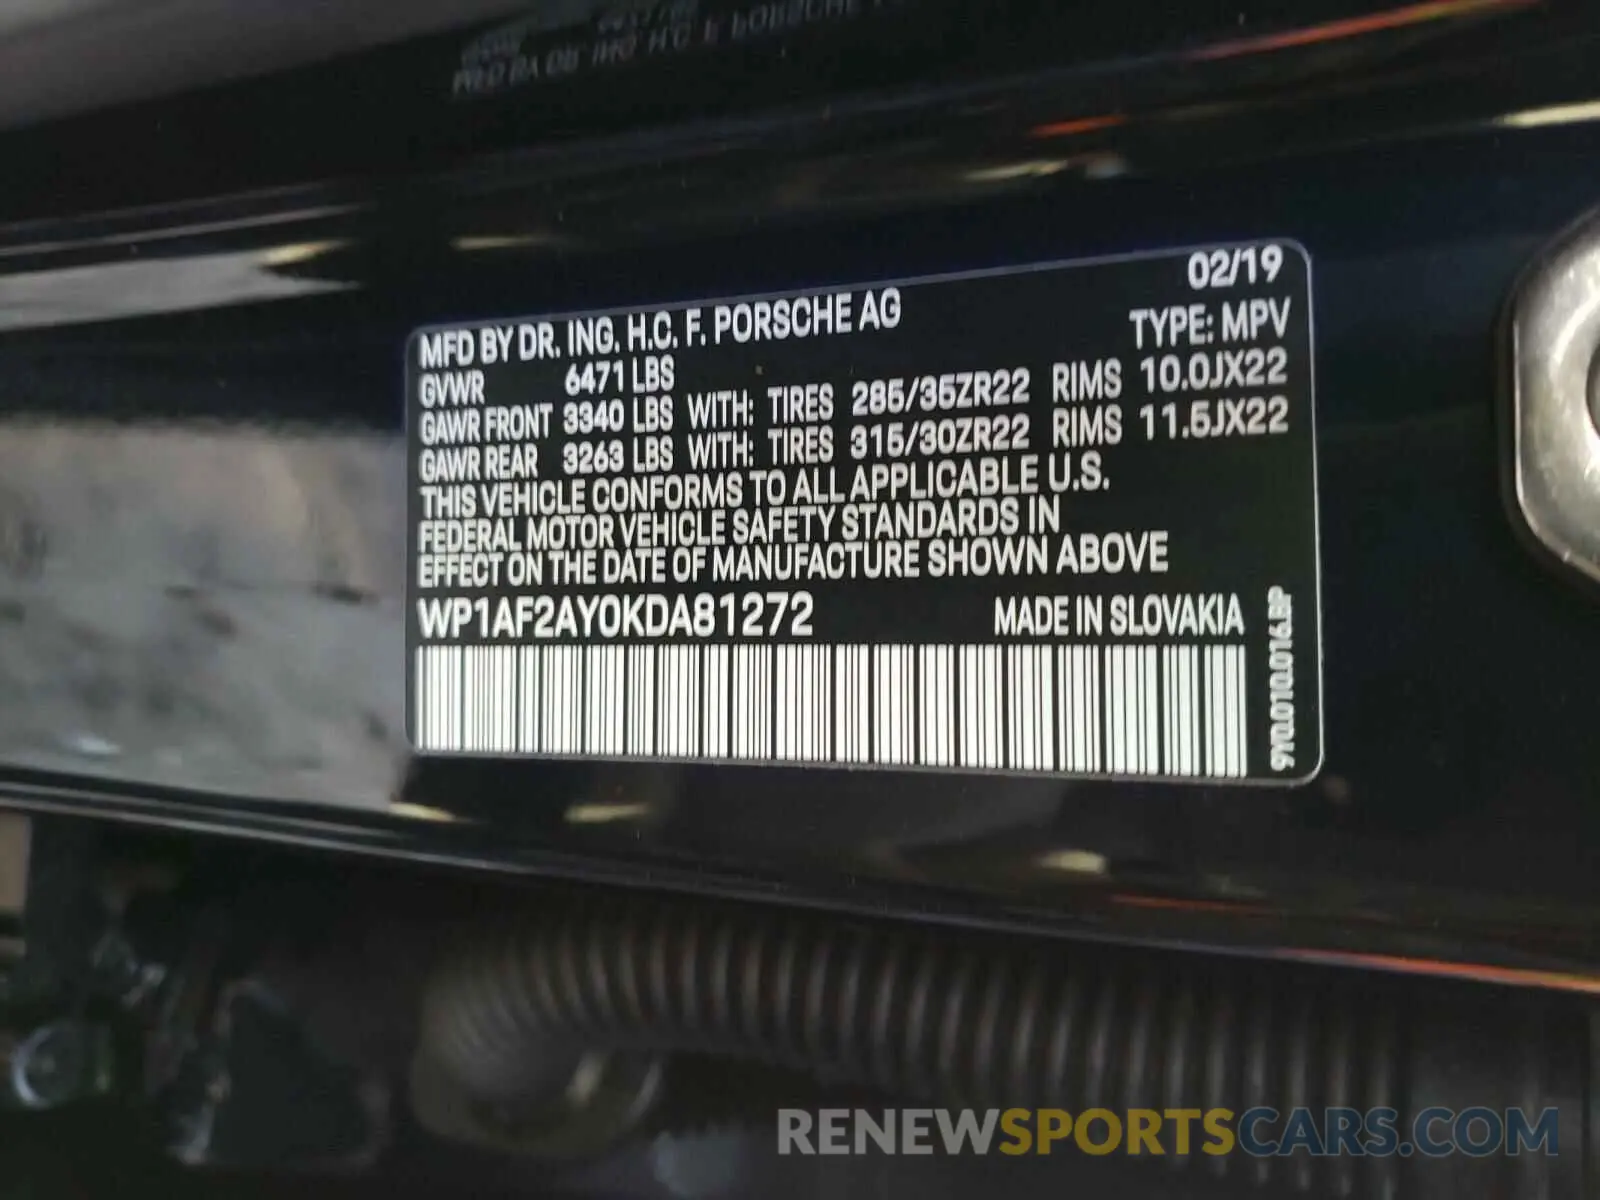 02/19
MFD BY DR. ING. H.C. F. PORSCHE AG
TYPE: MPV
GVWR 6471 LBS
GAWR FRONT 3340 LBS WITH: TIRES 285/35ZR22 RIMS 10.0JX22
GAWR REAR 3263 LBS WITH: TIRES 315/30ZR22 RIMS 11.5JX22
THIS VEHICLE CONFORMS TO ALL APPLICABLE U.S.
FEDERAL MOTOR VEHICLE SAFETY STANDARDS IN
EFFECT ON THE DATE OF MANUFACTURE SHOWN ABOVE
WP1AF2AY0KDA81272 MADE IN SLOVAKIA
9Y0.010.016.BP
RENEWSPORTSCARS.COM